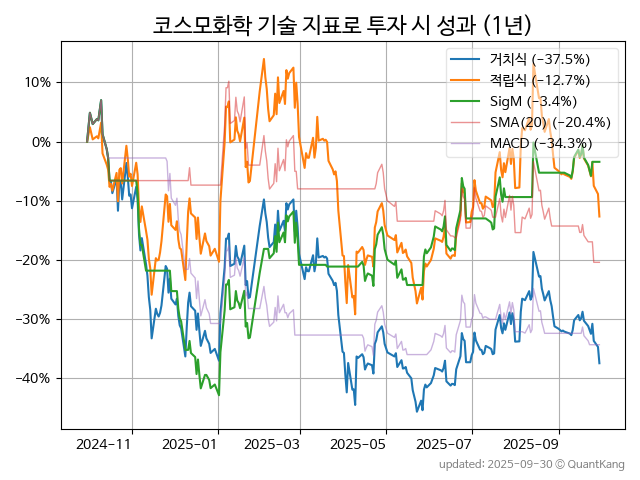 코스모화학 기술 지표로 투자 시 성과 (1년)
거치식 (−37.5%)
적립식 (−12.7%)
SigM (−3.4%)
SMA(20) (−20.4%)
MACD (−34.3%)
10%
0%
−10%
−20%
−30%
−40%
2024−11
2025−01
2025−03
2025−05
2025−07
2025−09
updated: 2025-09-30 © QuantKang